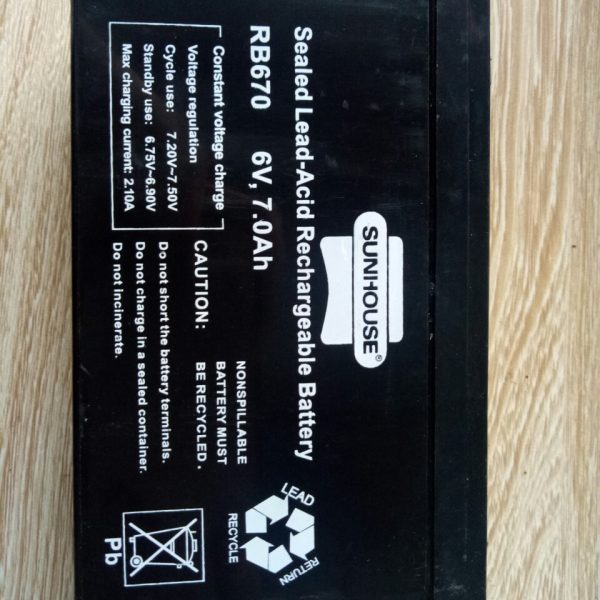 SUNHOUSE®
Sealed Lead-Acid Rechargeable Battery
RB670 6V, 7.0Ah
Constant voltage charge
Voltage regulation
Cycle use: 7.20V~7.50V
Standby use: 6.75V~6.90V
Max charging current: 2.10A
CAUTION:
Do not short the battery terminals.
Do not charge in a sealed container.
Do not incinerate.
NONSPILLABLE
BATTERY MUST
BE RECYCLED.
LEAD
RETURN
RECYCLE
Pb